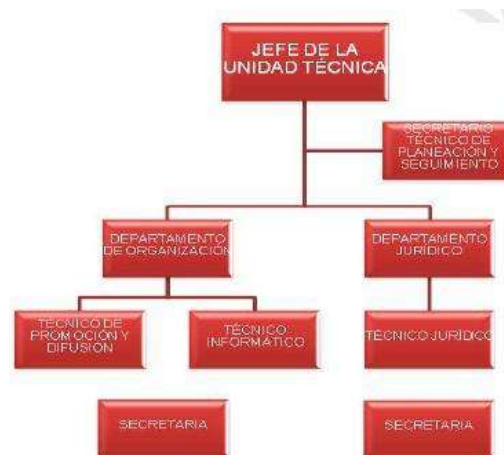 JEFE DE LA
UNIDAD TÉCNICA
SECRETARIO
TÉCNICO DE
PLANEACIÓN Y
SEGUIMIENTO
DEPARTAMENTO
DE ORGANIZACIÓN
DEPARTAMENTO
JURÍDICO
TÉCNICO DE
PROMOCIÓN Y
DIFUSIÓN
TÉCNICO
INFORMÁTICO
TÉCNICO JURÍDICO
SECRETARIA
SECRETARIA